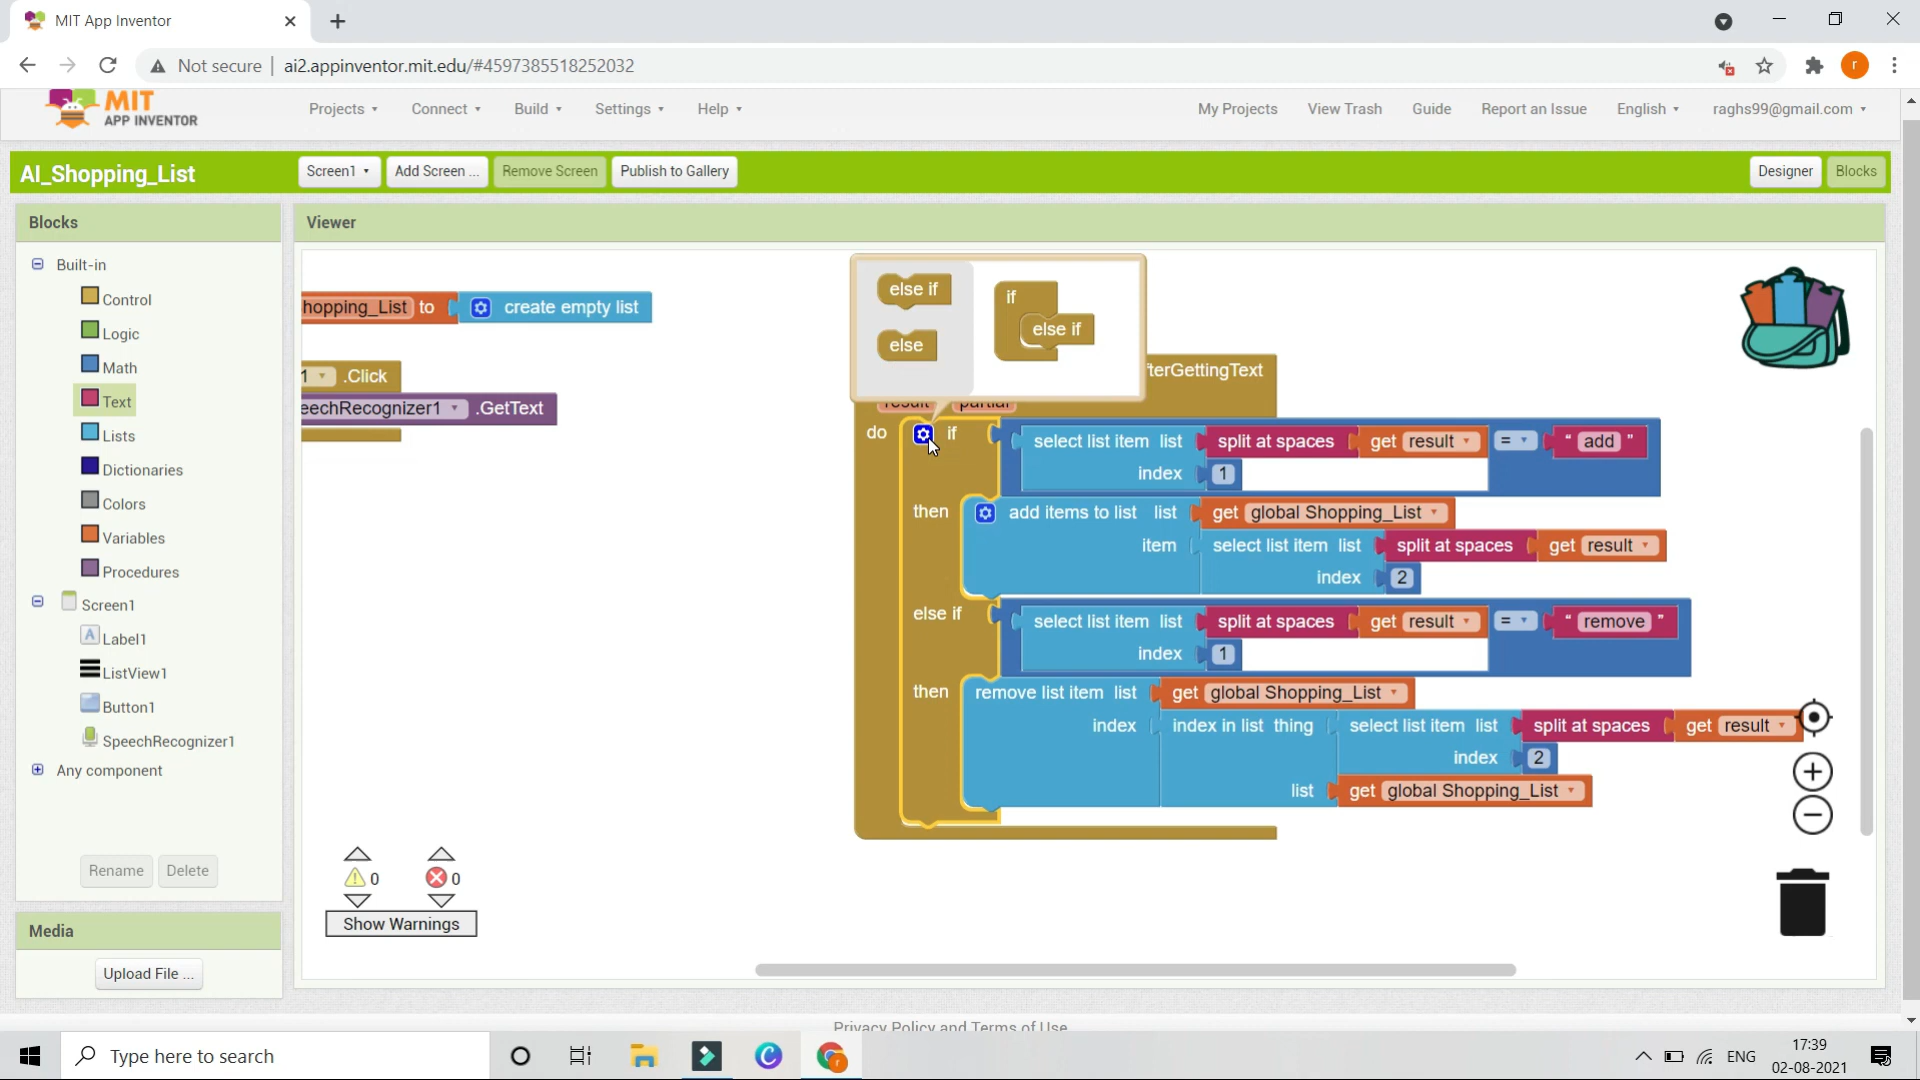 MIT App Inventor
Not secure
ai2.appinventor.mit.edu/#4597385518252032
r
MIT
APP INVENTOR
Projects
Connect
Build
Settings
Help
My Projects
View Trash
Guide
Report an Issue
English
raghs99@gmail.com
AI_Shopping_List
Screen1
Add Screen ...
Remove Screen
Publish to Gallery
Designer
Blocks
Blocks
Built-in
Control
Logic
Math
Text
Lists
Dictionaries
Colors
Variables
Procedures
Screen1
A Label1
ListView1
Button1
SpeechRecognizer1
Any component
Rename
Delete
Media
Upload File ...
Viewer
hopping_List to create empty list
1 .Click
eechRecognizer1 .GetText
0
0
Show Warnings
else if
else
if
else if
fterGettingText
result partial
do if select list item list split at spaces get result = " add "
index 1
then add items to list list get global Shopping_List
item select list item list split at spaces get result
index 2
else if select list item list split at spaces get result = " remove "
index 1
then remove list item list get global Shopping_List
index index in list thing select list item list split at spaces get result
index 2
list get global Shopping_List
Privacy Policy and Terms of Use
Type here to search
r
ENG
17:39
02-08-2021